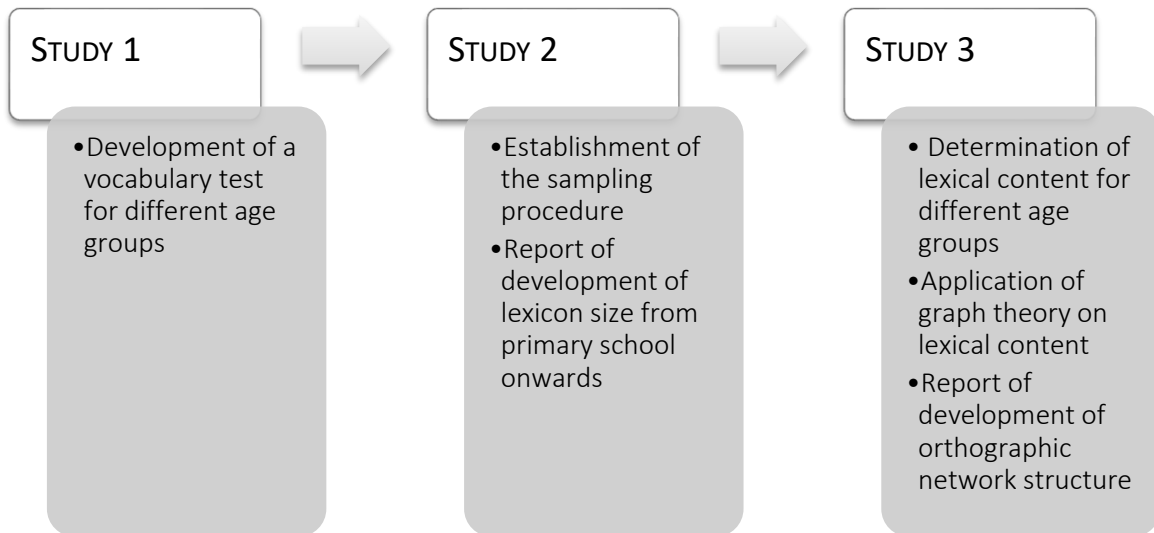 STUDY 1
•Development of a
vocabulary test
for different age
groups
STUDY 2
•Establishment of
the sampling
procedure
•Report of
development of
lexicon size from
primary school
onwards
STUDY 3
• Determination of
lexical content for
different age
groups
•Application of
graph theory on
lexical content
•Report of
development of
orthographic
network structure